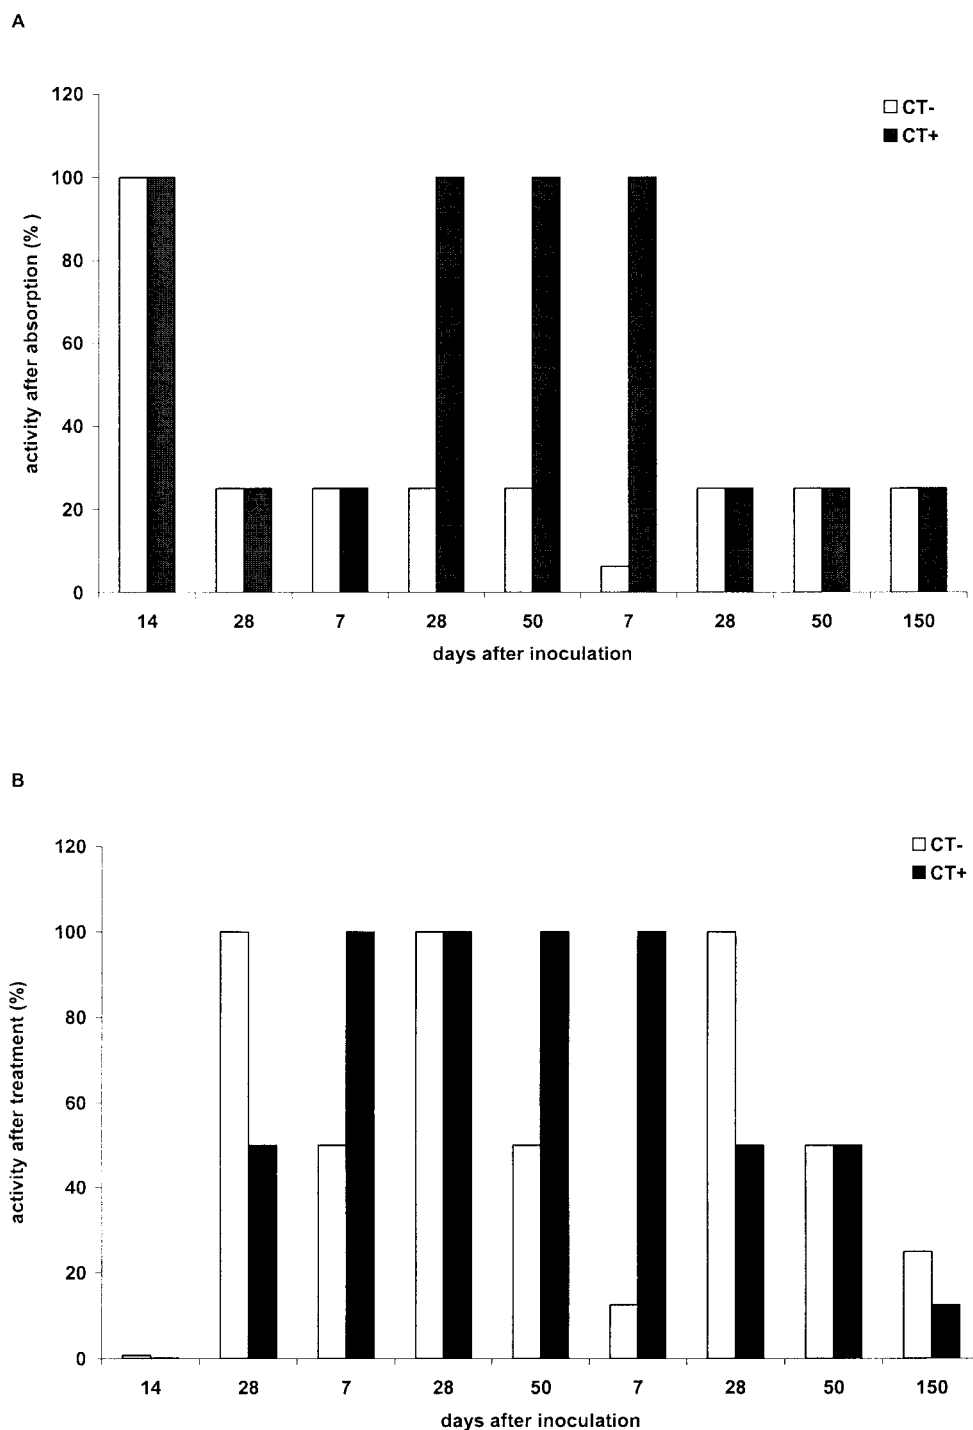 A
120
100
80
60
40
20
0
activity after absorption (% )
CT-
CT+
14 28 7 28 50 7 28 50 150
days after inoculation
B
120
100
80
60
40
20
0
activity after treatment (%)
CT-
CT+
14 28 7 28 50 7 28 50 150
days after inoculation